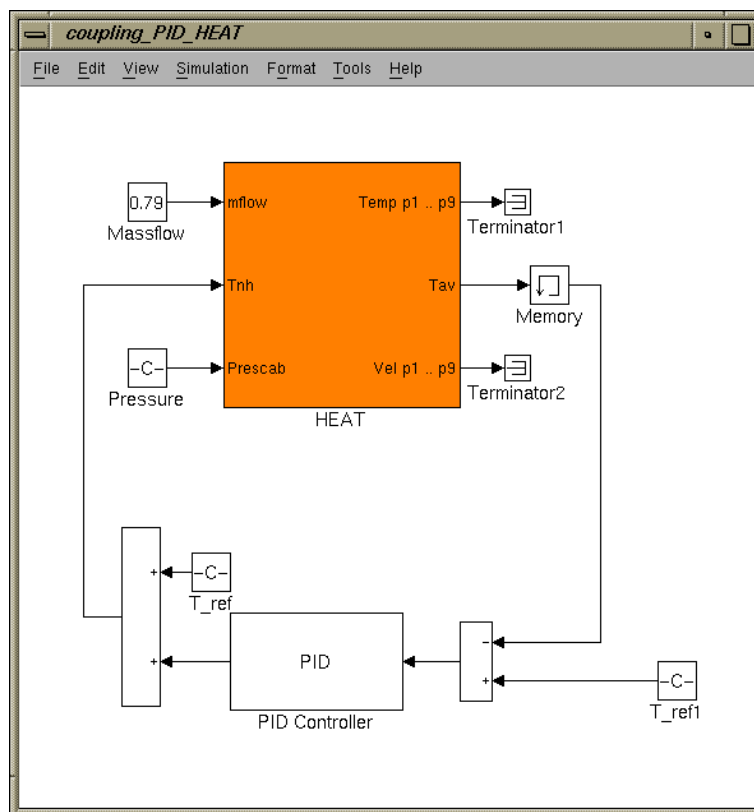 coupling_PID_HEAT
File Edit View Simulation Format Tools Help
0.79
Massflow
mflow
Temp p1 .. p9
Terminator1
Tnh
Tav
Memory
-C-
Pressure
Prescab
Vel p1 .. p9
Terminator2
HEAT
+
-C-
T_ref
+
PID
PID Controller
-
+
-C-
T_ref1